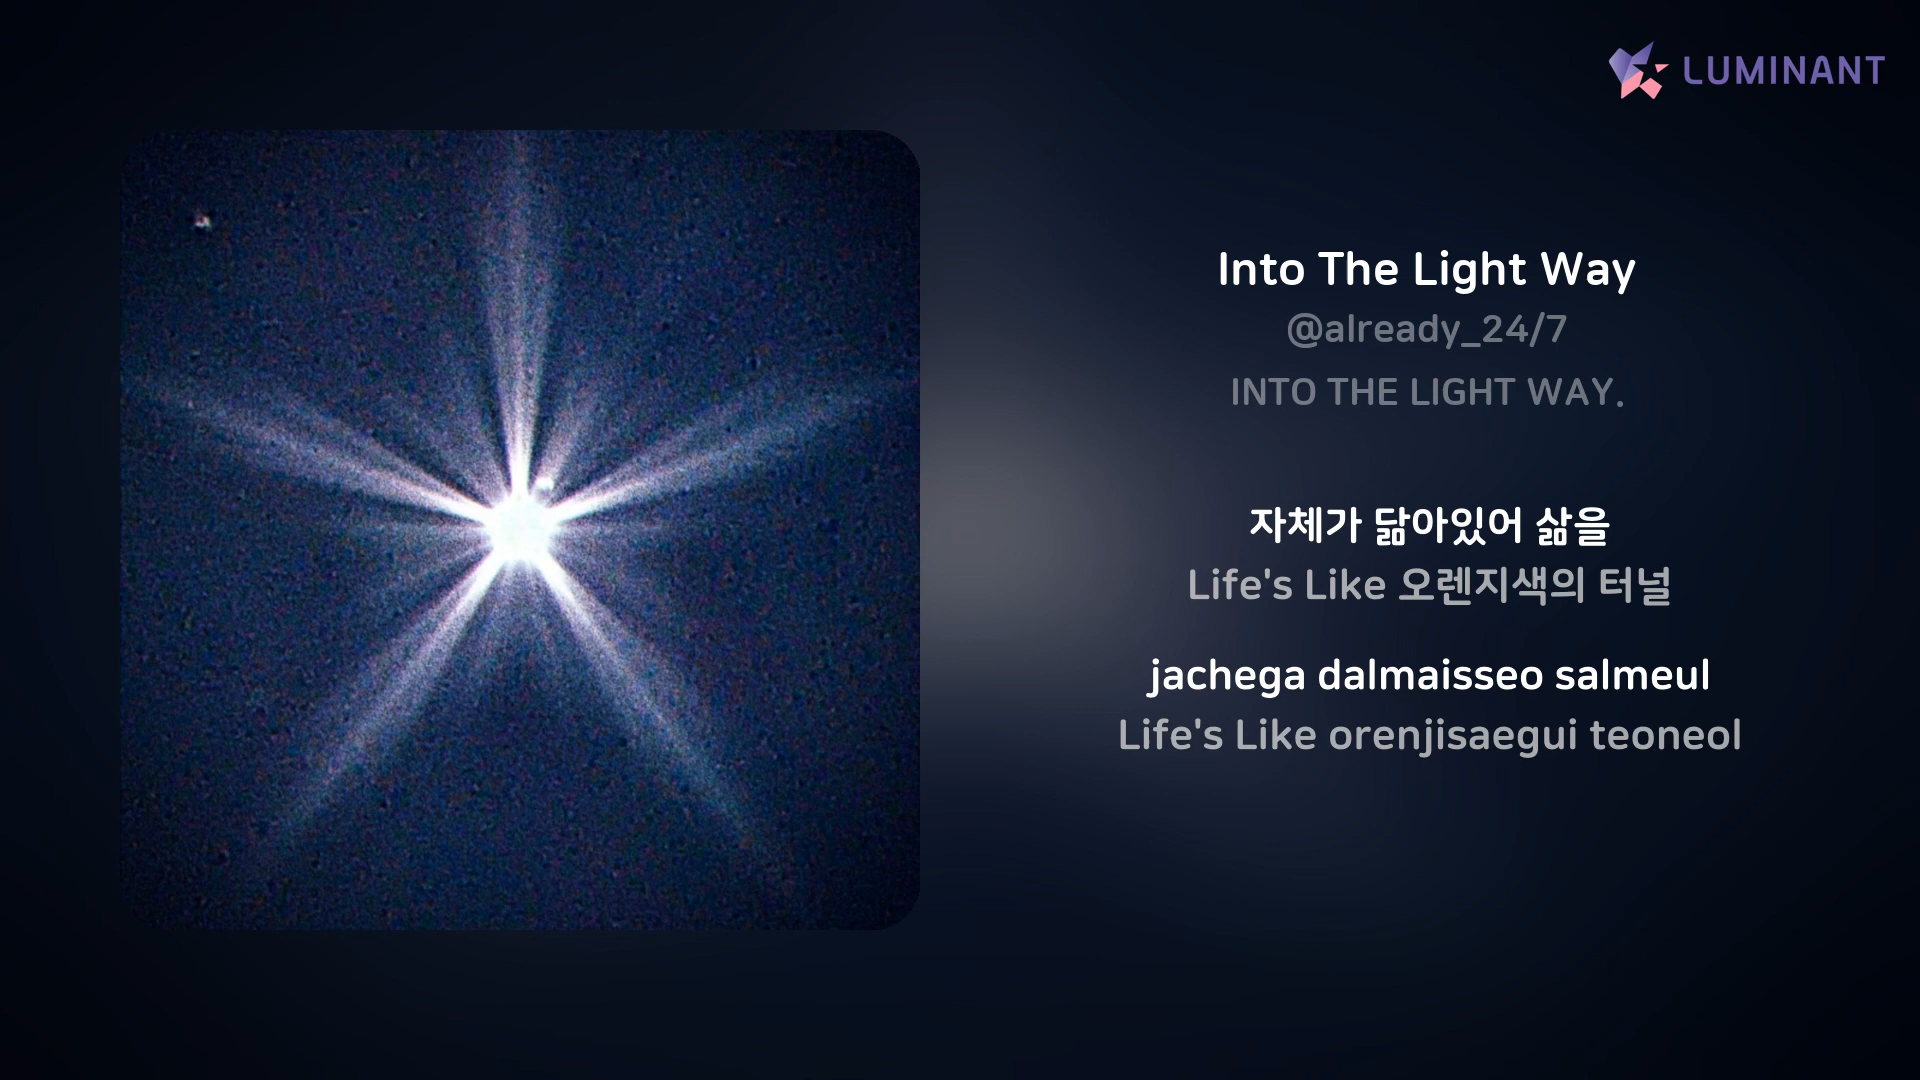 LUMINANT
Into The Light Way
@already_24/7
INTO THE LIGHT WAY.
자체가 닮아있어 삶을
Life's Like 오렌지색의 터널
jachega dalmaisseo salmeul
Life's Like orenjisaegui teoneol